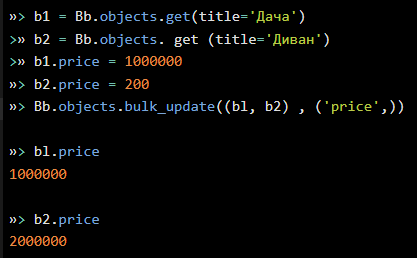 »> b1 = Bb.objects.get(title='Дача')
>» b2 = Bb.objects. get (title='Диван')
>» b1.price = 1000000
»> b2.price = 200
»> Bb.objects.bulk_update((bl, b2) , ('price',))
»> bl.price
1000000
»> b2.price
2000000